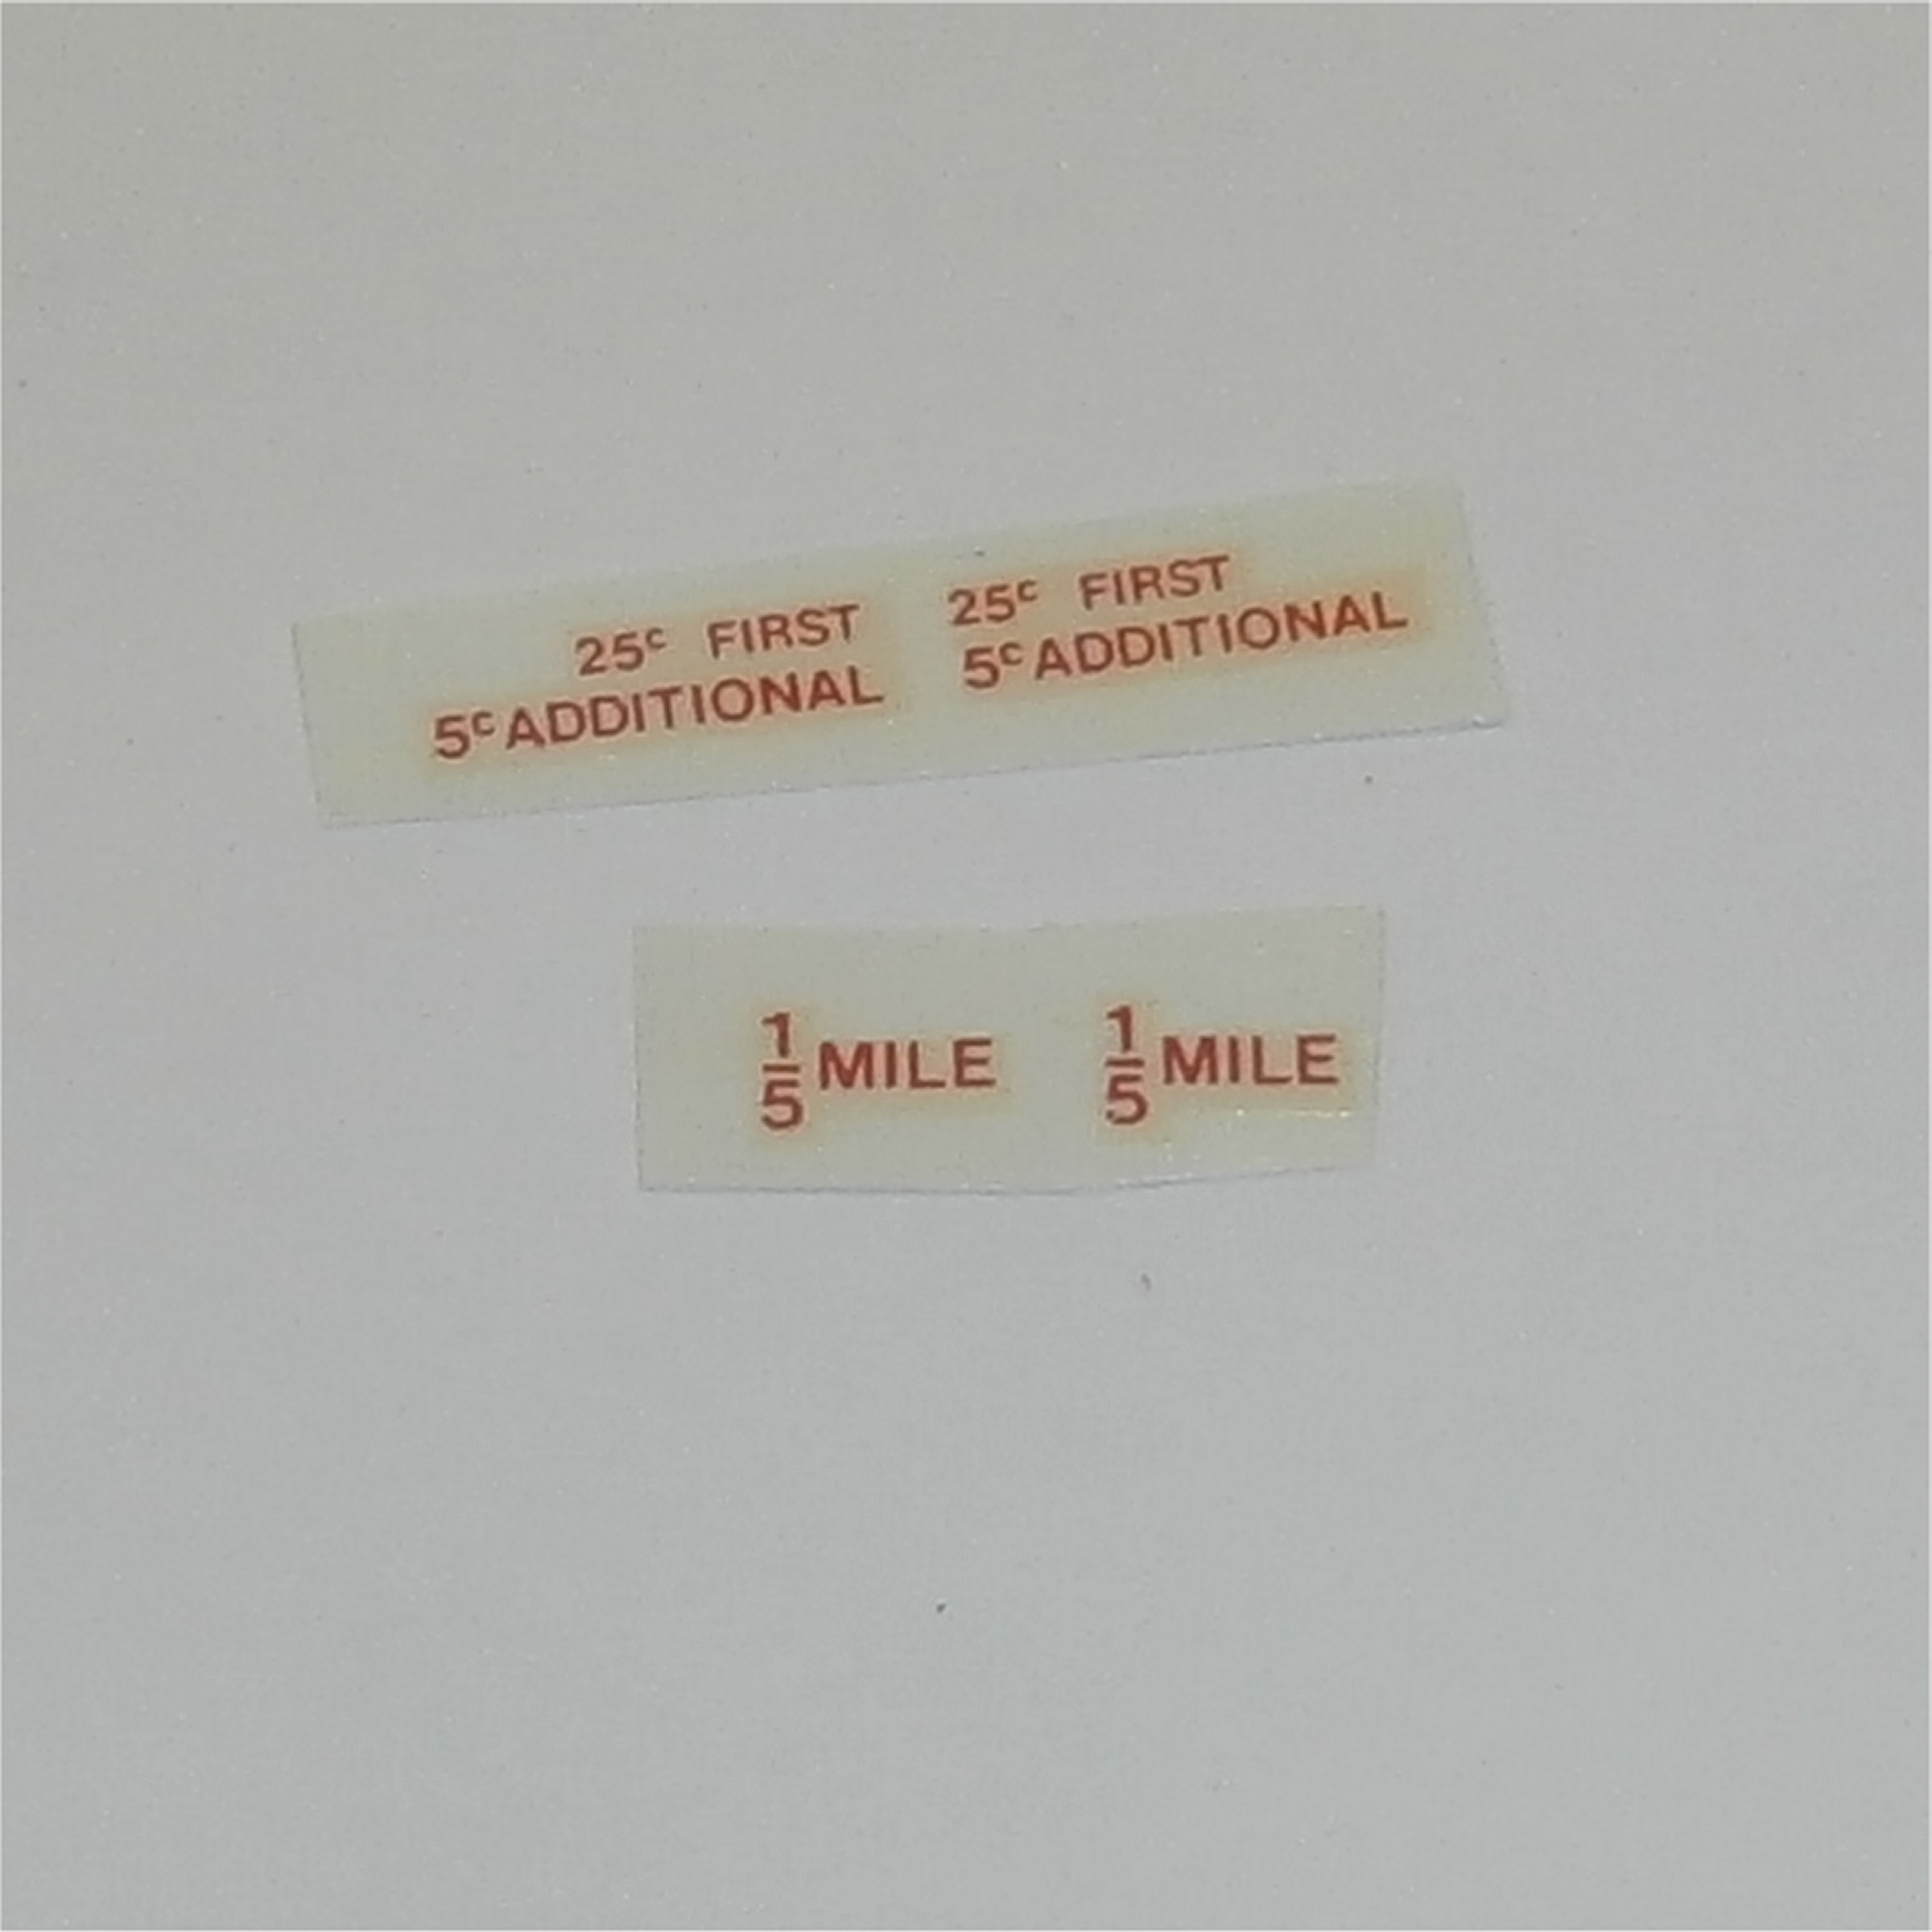 25c FIRST
5c ADDITIONAL
25c FIRST
5c ADDITIONAL
1/5 MILE
1/5 MILE